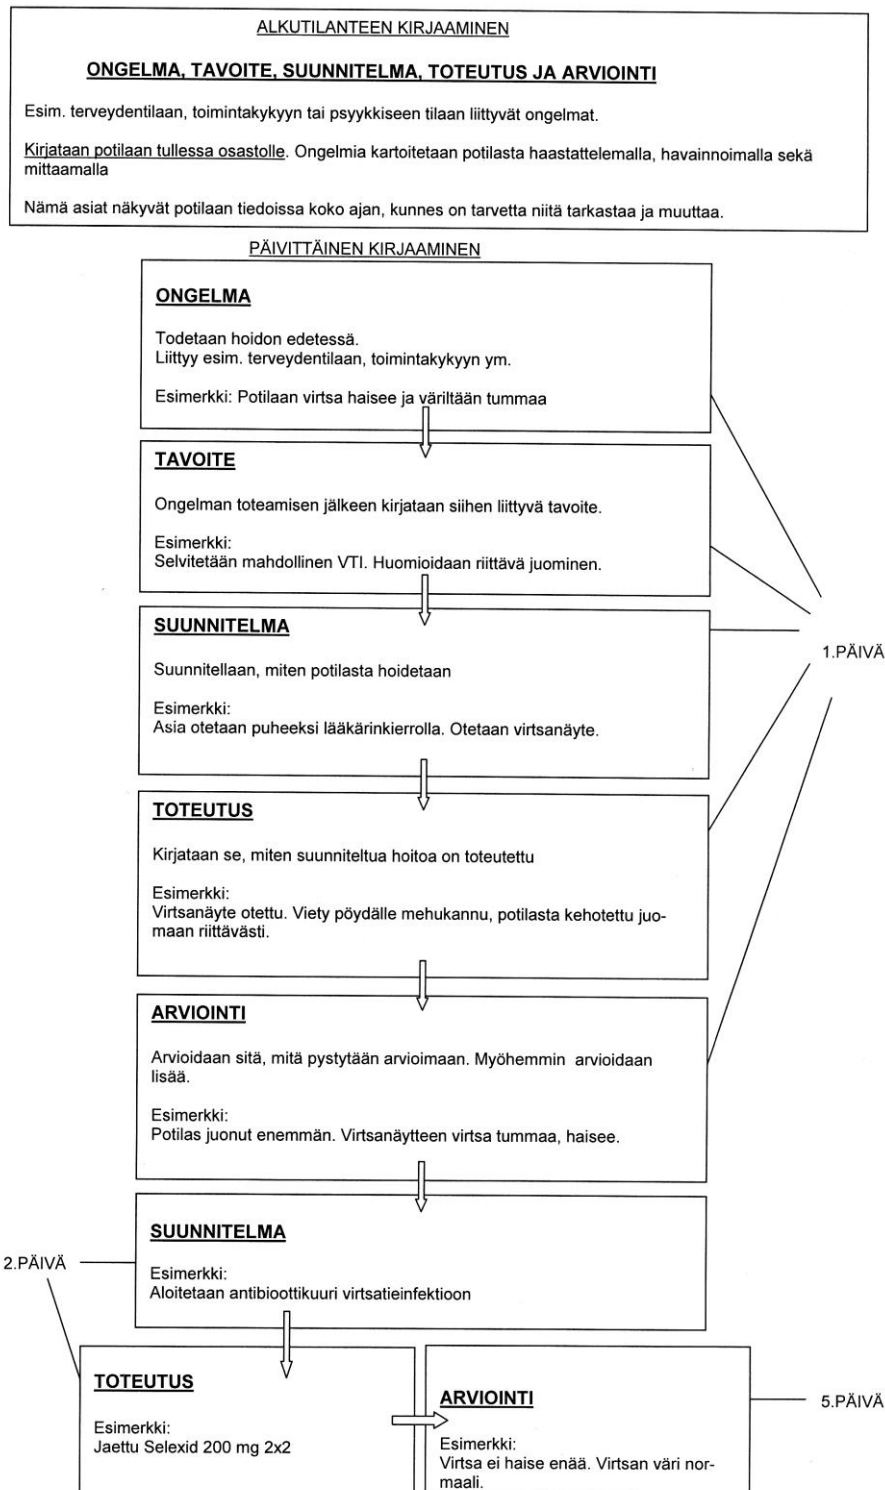 ALKUTILANTEEN KIRJAAMINEN
ONGELMA, TAVOITE, SUUNNITELMA, TOTEUTUS JA ARVIOINTI
Esim. terveydentilaan, toimintakykyyn tai psyykkiseen tilaan liittyvät ongelmat.
Kirjataan potilaan tullessa osastolle. Ongelmia kartoitetaan potilasta haastattelemalla, havainnoimalla sekä
mittaamalla
Nämä asiat näkyvät potilaan tiedoissa koko ajan, kunnes on tarvetta niitä tarkastaa ja muuttaa.
PÄIVITTÄINEN KIRJAAMINEN
ONGELMA
Todetaan hoidon edetessä.
Liittyy esim. terveydentilaan, toimintakykyyn ym.
Esimerkki: Potilaan virtsa haisee ja väriltään tummaa
TAVOITE
Ongelman toteamisen jälkeen kirjataan siihen liittyvä tavoite.
Esimerkki:
Selvitetään mahdollinen VTI. Huomioidaan riittävä juominen.
SUUNNITELMA
1.PÄIVÄ
Suunnitellaan, miten potilasta hoidetaan
Esimerkki:
Asia otetaan puheeksi lääkärinkierrolla. Otetaan virtsanäyte.
TOTEUTUS
Kirjataan se, miten suunniteltua hoitoa on toteutettu
Esimerkki:
Virtsanäyte otettu. Viety pöydälle mehukannu, potilasta kehotettu juo-
maan riittävästi.
ARVIOINTI
Arvioidaan sitä, mitä pystytään arvioimaan. Myöhemmin arvioidaan
lisää.
Esimerkki:
Potilas juonut enemmän. Virtsanäytteen virtsa tummaa, haisee.
SUUNNITELMA
2.PÄIVÄ
Esimerkki:
Aloitetaan antibioottikuuri virtsatieinfektioon
TOTEUTUS
Esimerkki:
Jaettu Selexid 200 mg 2x2
ARVIOINTI
5.PÄIVÄ
Esimerkki:
Virtsa ei haise enää. Virtsan väri nor-
maali.